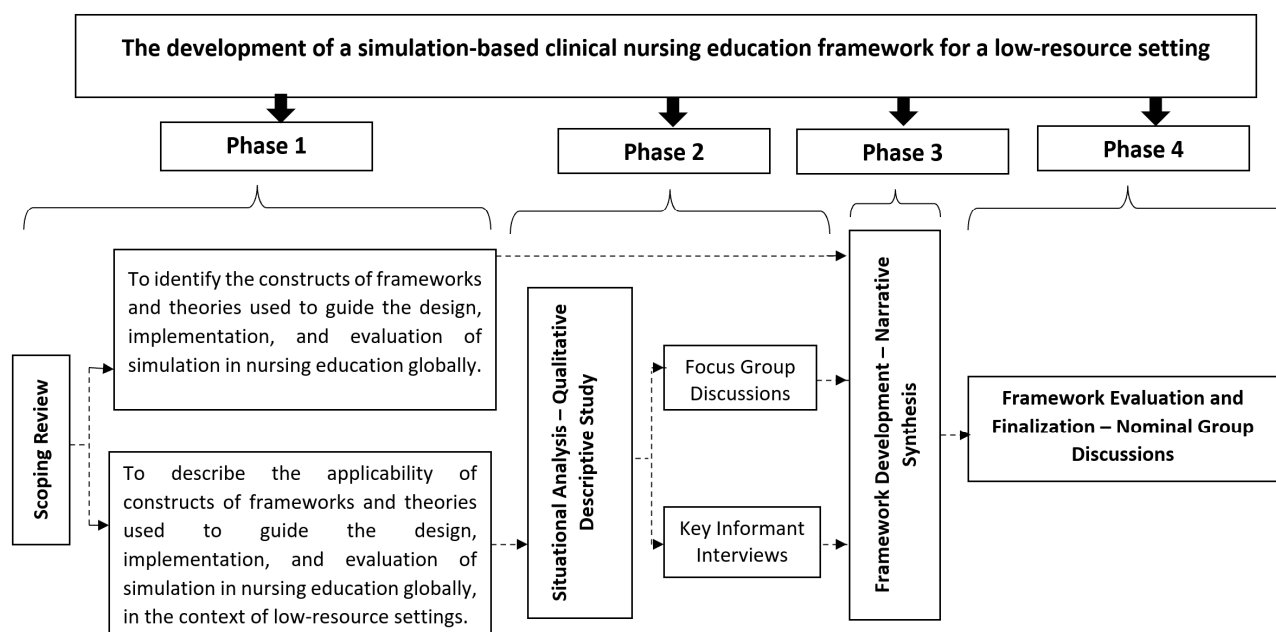 The development of a simulation-based clinical nursing education framework for a low-resource setting
Phase 1
Phase 2
Phase 3
Phase 4
Scoping Review
To identify the constructs of frameworks
and theories used to guide the design,
implementation, and evaluation of
simulation in nursing education globally.
To describe the applicability of
constructs of frameworks and theories
used to guide the design,
implementation, and evaluation of
simulation in nursing education globally,
in the context of low-resource settings.
Situational Analysis – Qualitative
Descriptive Study
Focus Group
Discussions
Key Informant
Interviews
Framework Development – Narrative
Synthesis
Framework Evaluation and
Finalization – Nominal Group
Discussions